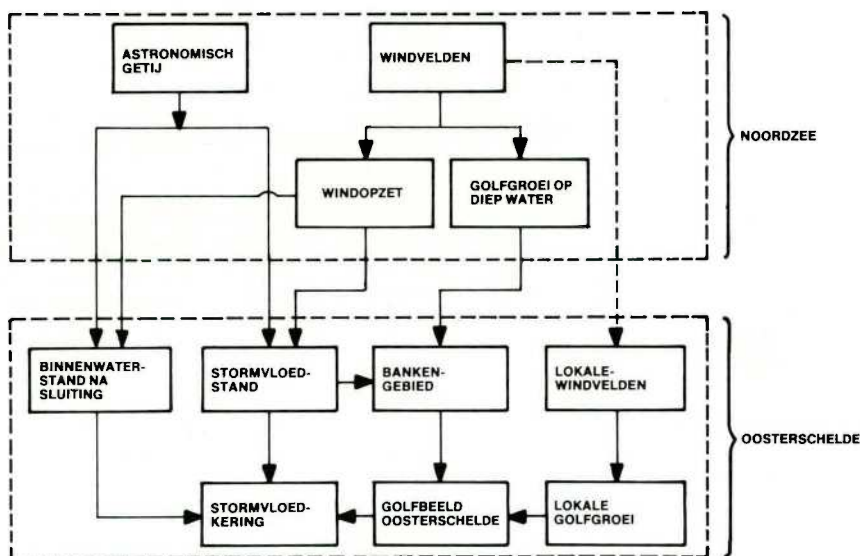 ASTRONOMISCH
GETIJ
WINDVELDEN
NOORDZEE
WINDOPZET
GOLFGROEI OP
DIEP WATER
BINNENWATER-
STAND NA
SLUITING
STORMVLOED-
STAND
BANKEN-
GEBIED
LOKALE-
WINDVELDEN
OOSTERSCHELDE
STORMVLOED-
KERING
GOLFBEELD
OOSTERSCHELDE
LOKALE
GOLFGROEI